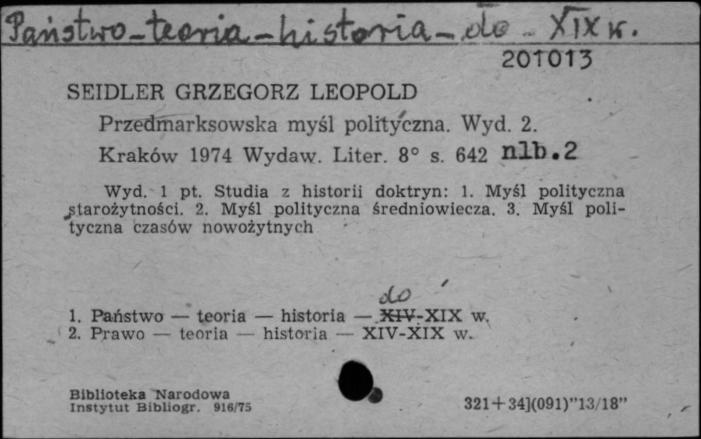 Państwo-teoria-historia-do-XIX w.
201013
SEIDLER GRZEGORZ LEOPOLD
Przedmarksowska myśl polityczna. Wyd. 2.
Kraków 1974 Wydaw. Liter. 8° s. 642 nlb.2
Wyd. 1 pt. Studia z historii doktryn: 1. Myśl polityczna
starożytności. 2. Myśl polityczna średniowiecza. 3. Myśl poli-
tyczna czasów nowożytnych
do
1. Państwo — teoria — historia — XIV-XIX w.
2. Prawo — teoria — historia — XIV-XIX w.
Biblioteka Narodowa
Instytut Bibliogr. 916/75
321+34](091)"13/18"